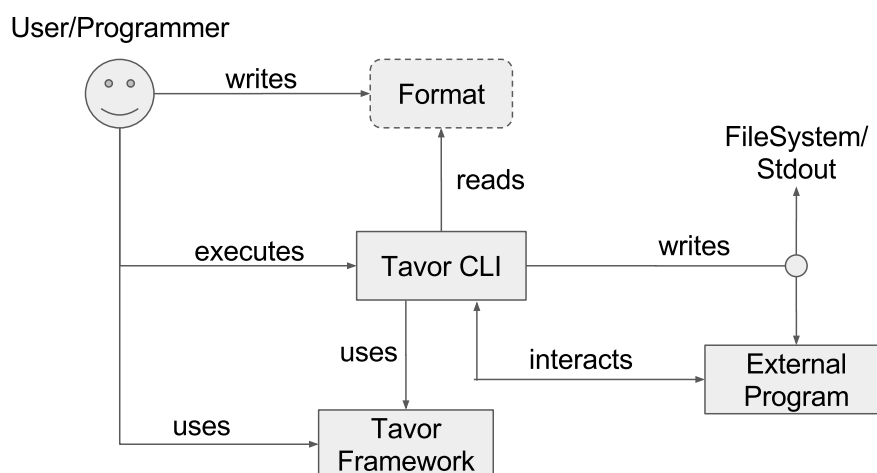 User/Programmer
writes
Format
FileSystem/
Stdout
reads
executes
Tavor CLI
writes
uses
interacts
External
Program
uses
Tavor
Framework